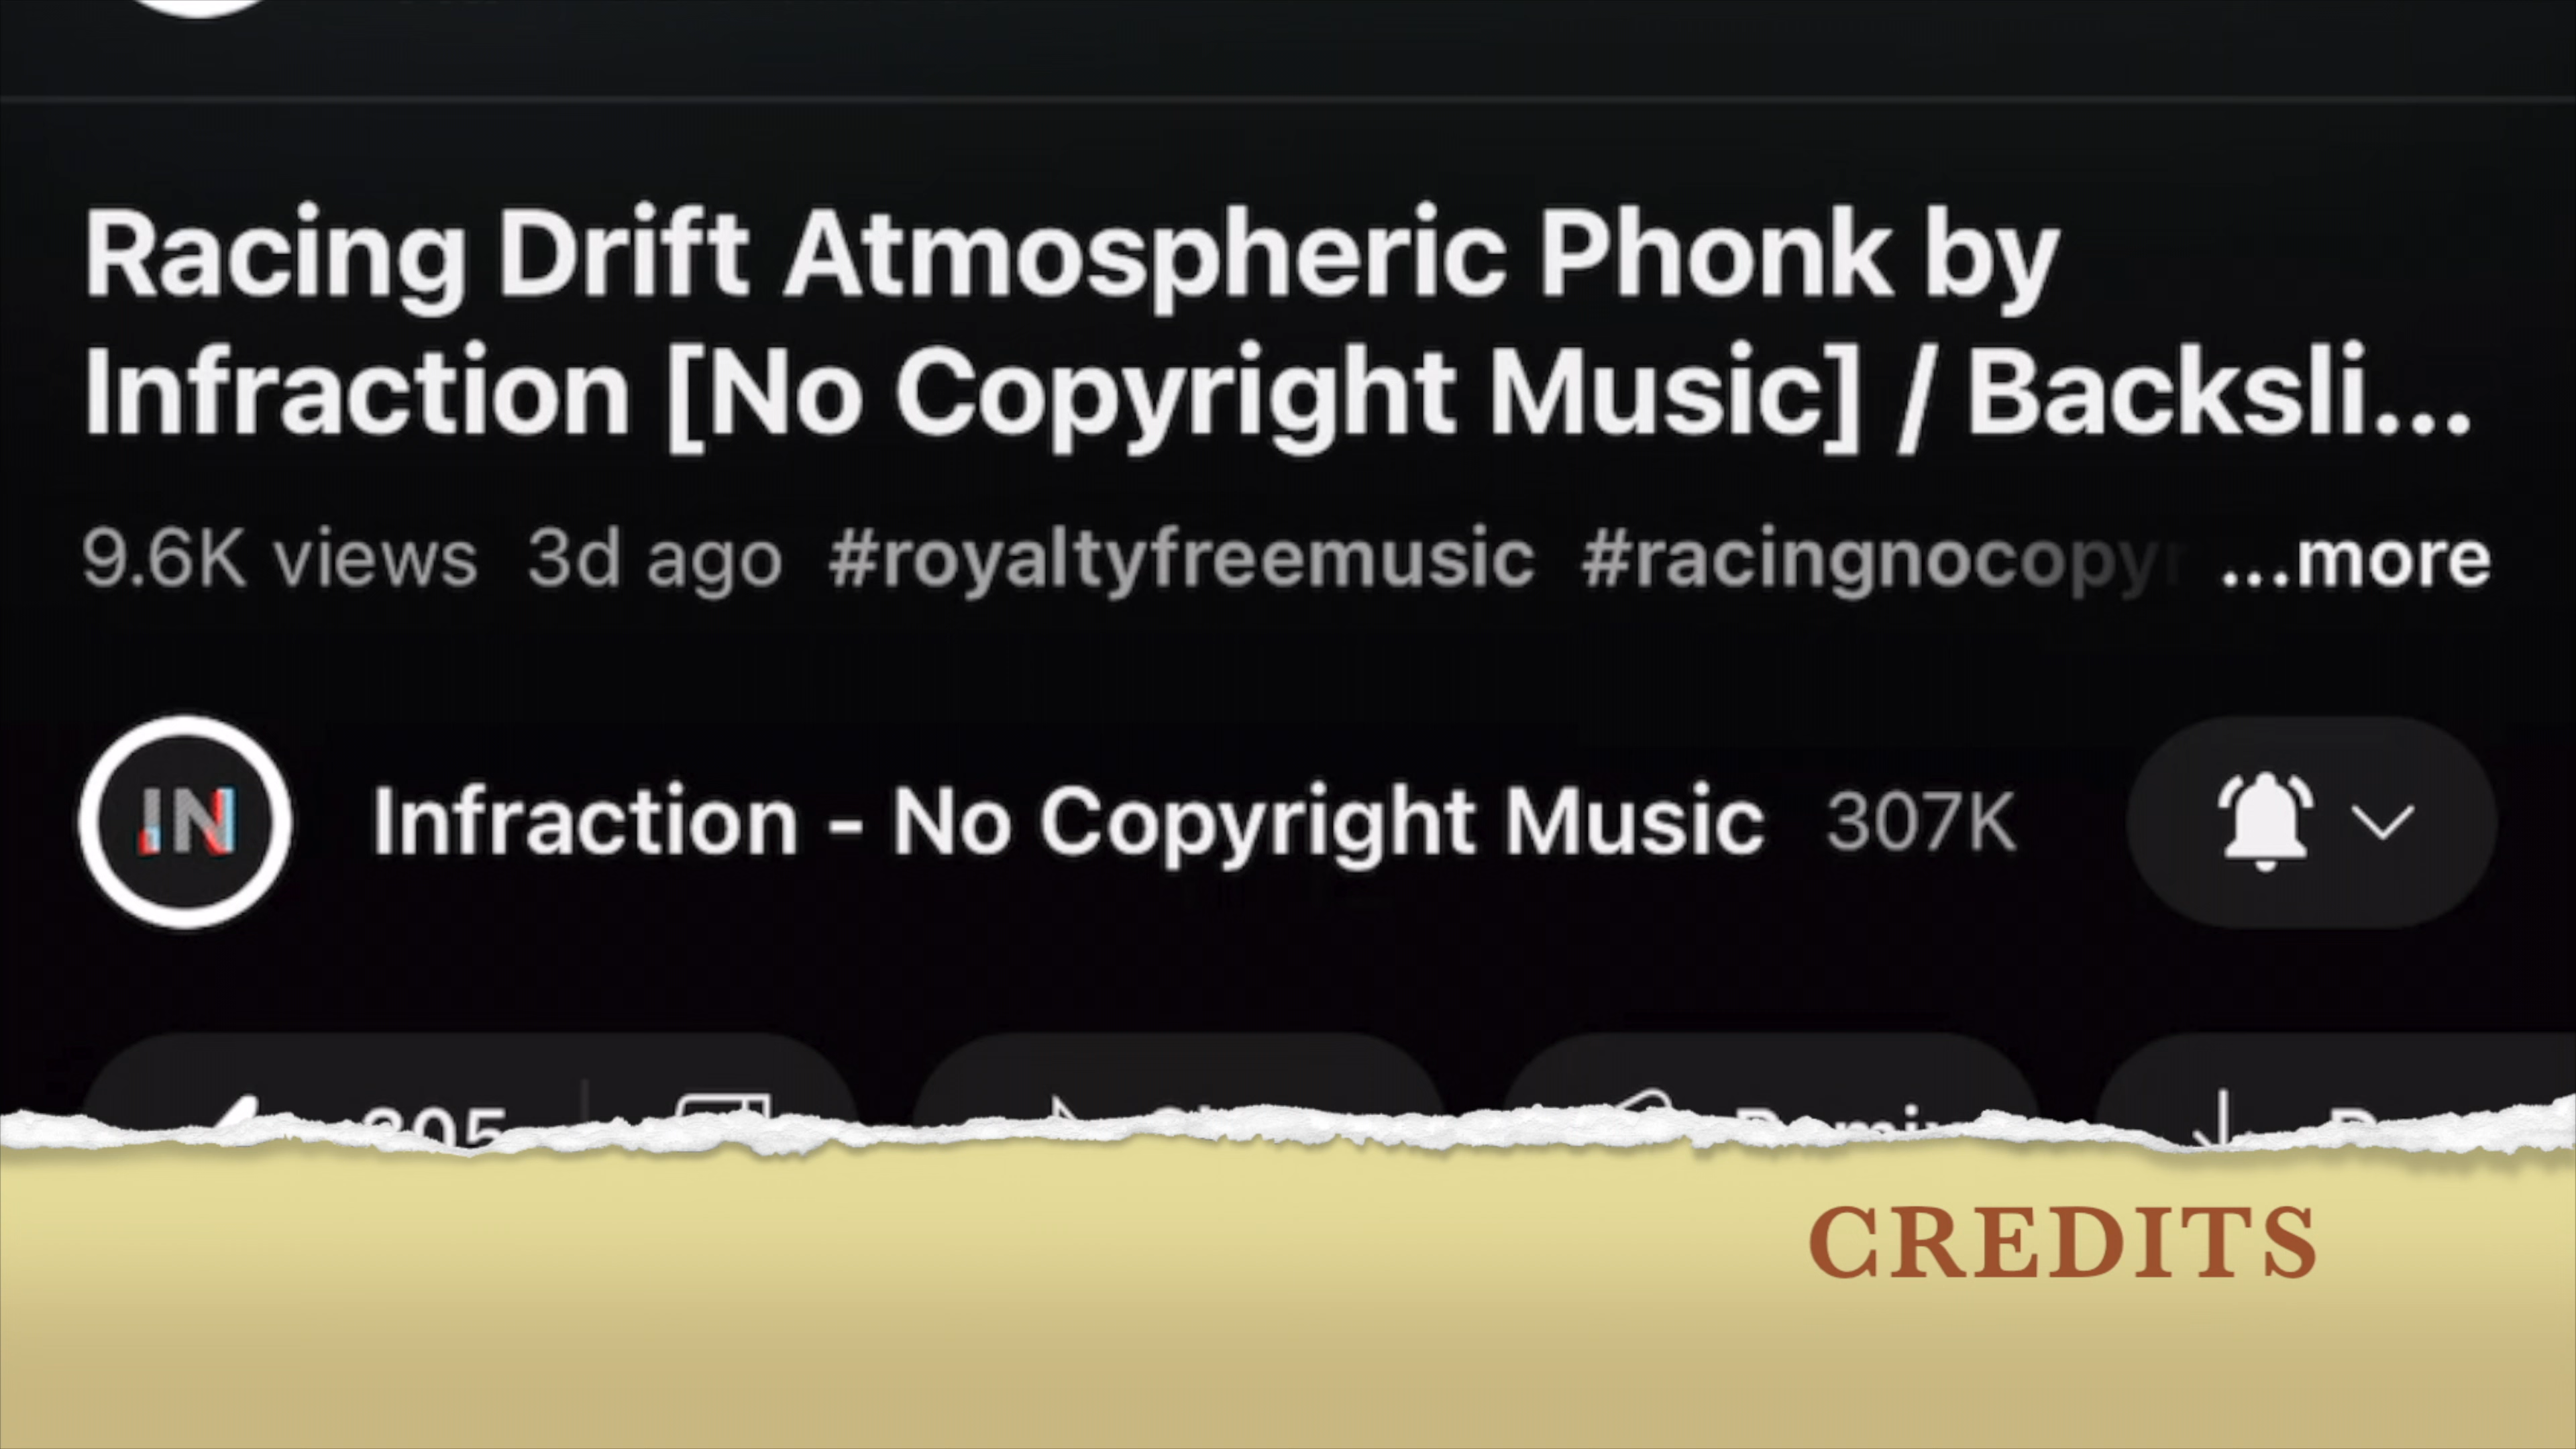 Racing Drift Atmospheric Phonk by
Infraction [No Copyright Music] / Backsli...
9.6K views 3d ago #royaltyfreemusic #racingnocopyr ...more
IN Infraction - No Copyright Music 307K
CREDITS